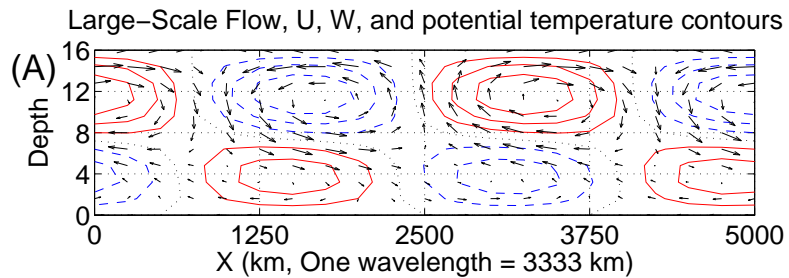 Large−Scale Flow, U, W, and potential temperature contours
(A)
Depth
16
12
8
4
0
0 1250 2500 3750 5000
X (km, One wavelength = 3333 km)